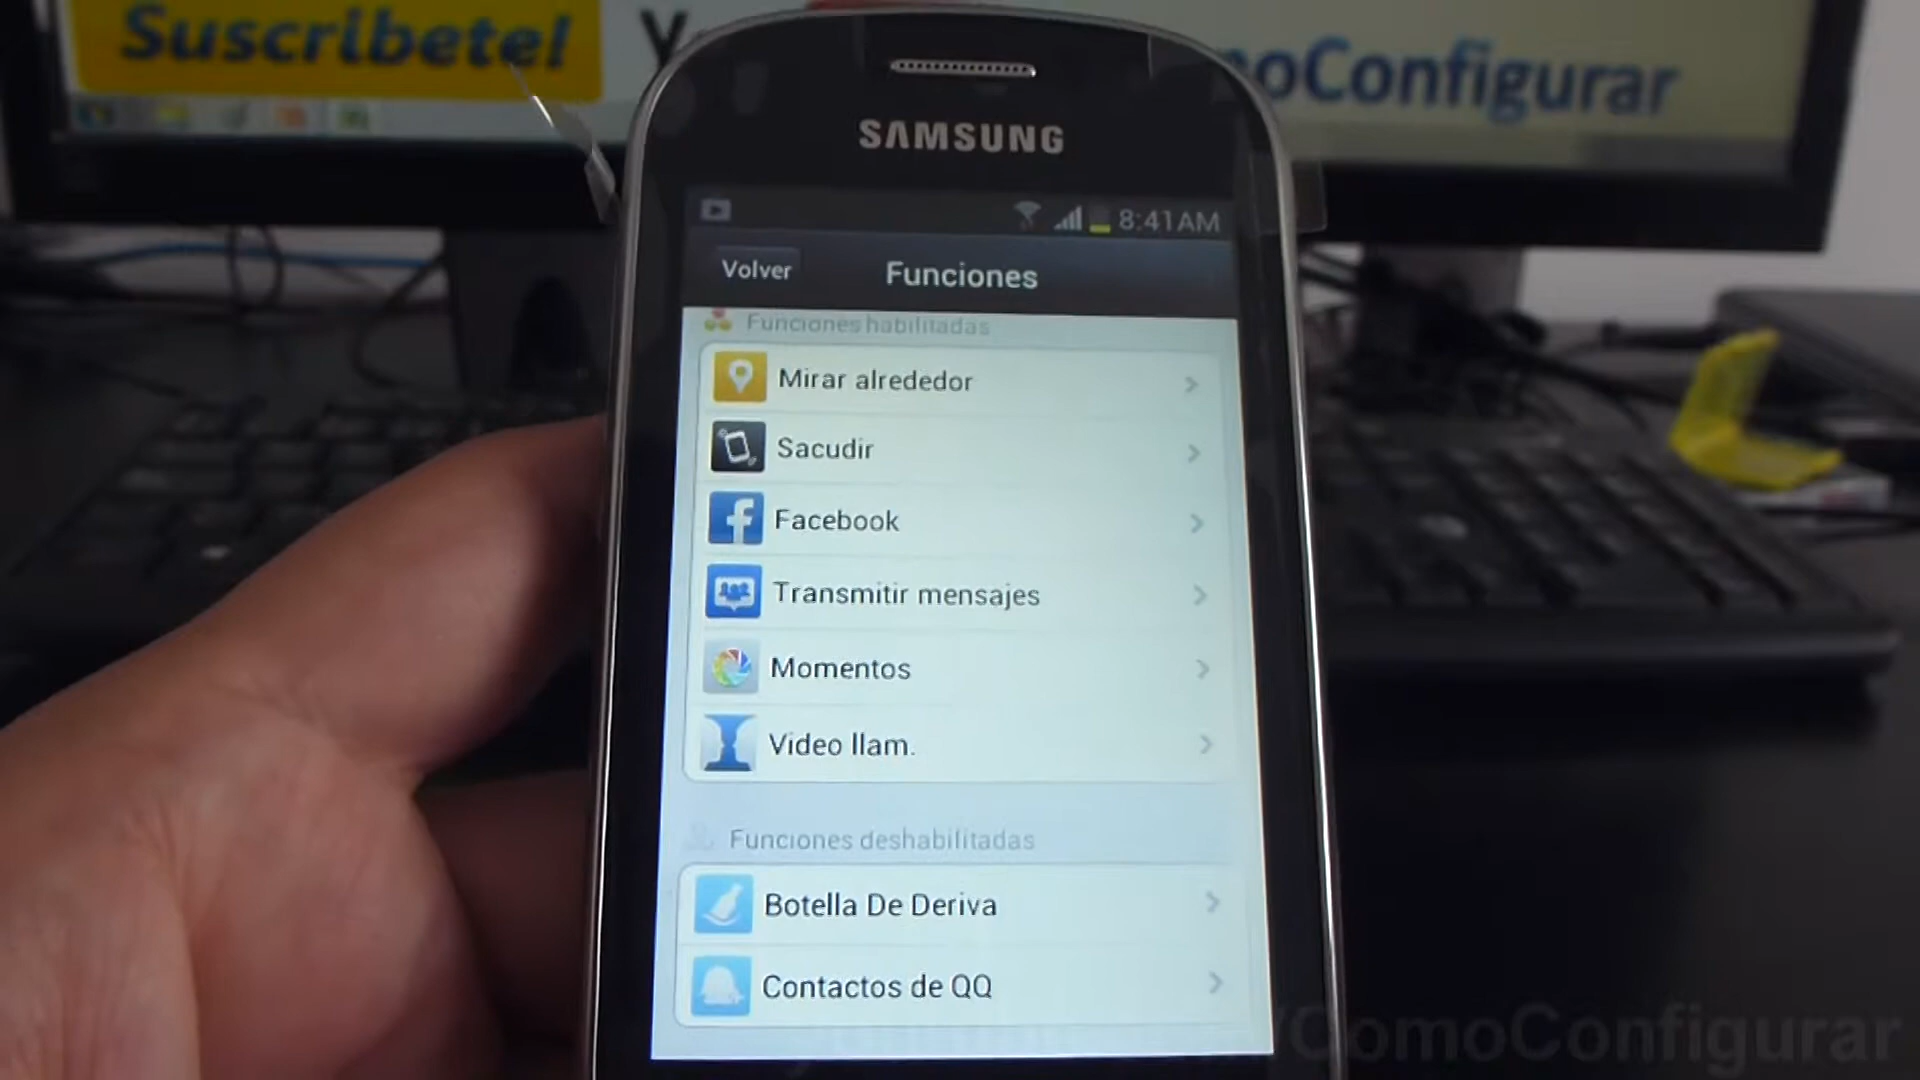 Suscribete!
oConfigurar
SAMSUNG
8:41AM
Volver
Funciones
Funciones habilitadas
Mirar alrededor
Sacudir
Facebook
Transmitir mensajes
Momentos
Video llam.
Funciones deshabilitadas
Botella De Deriva
Contactos de QQ
/ComoConfigurar